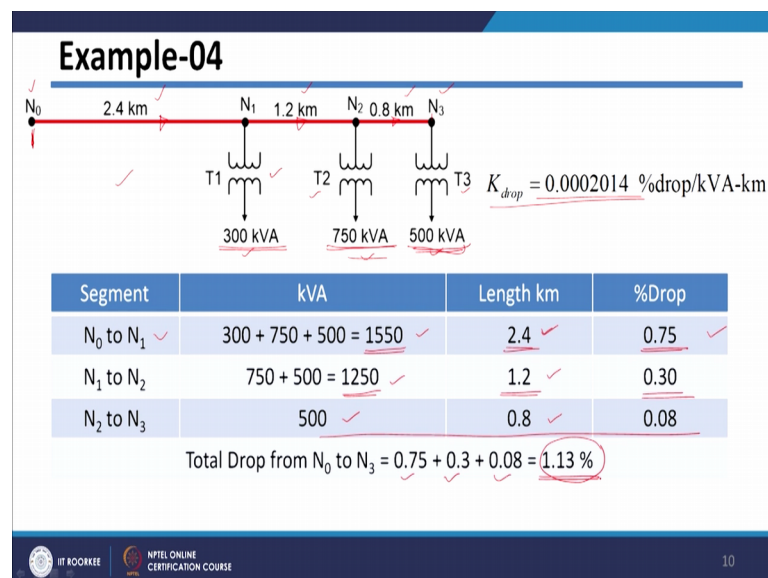 Example-04
N₀ 2.4 km N₁ 1.2 km N₂ 0.8 km N₃
T1 T2 T3 K_drop = 0.0002014 %drop/kVA-km
300 kVA 750 kVA 500 kVA
Segment kVA Length km %Drop
N₀ to N₁ 300 + 750 + 500 = 1550 2.4 0.75
N₁ to N₂ 750 + 500 = 1250 1.2 0.30
N₂ to N₃ 500 0.8 0.08
Total Drop from N₀ to N₃ = 0.75 + 0.3 + 0.08 = 1.13 %
IIT ROORKEE NPTEL ONLINE
CERTIFICATION COURSE 10